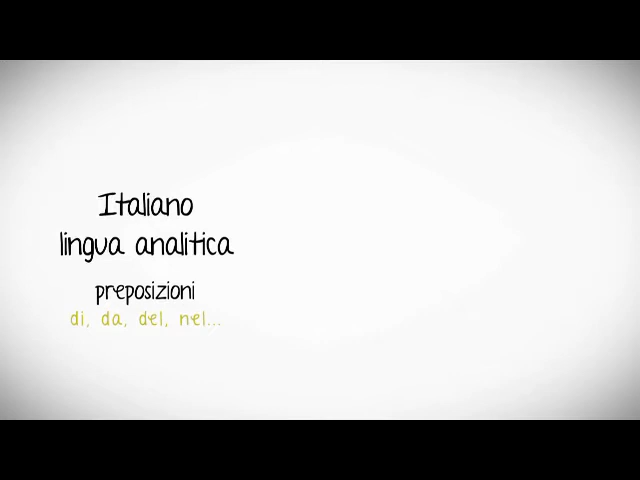 Italiano
lingua analitica
preposizioni
di, da, del, nel...